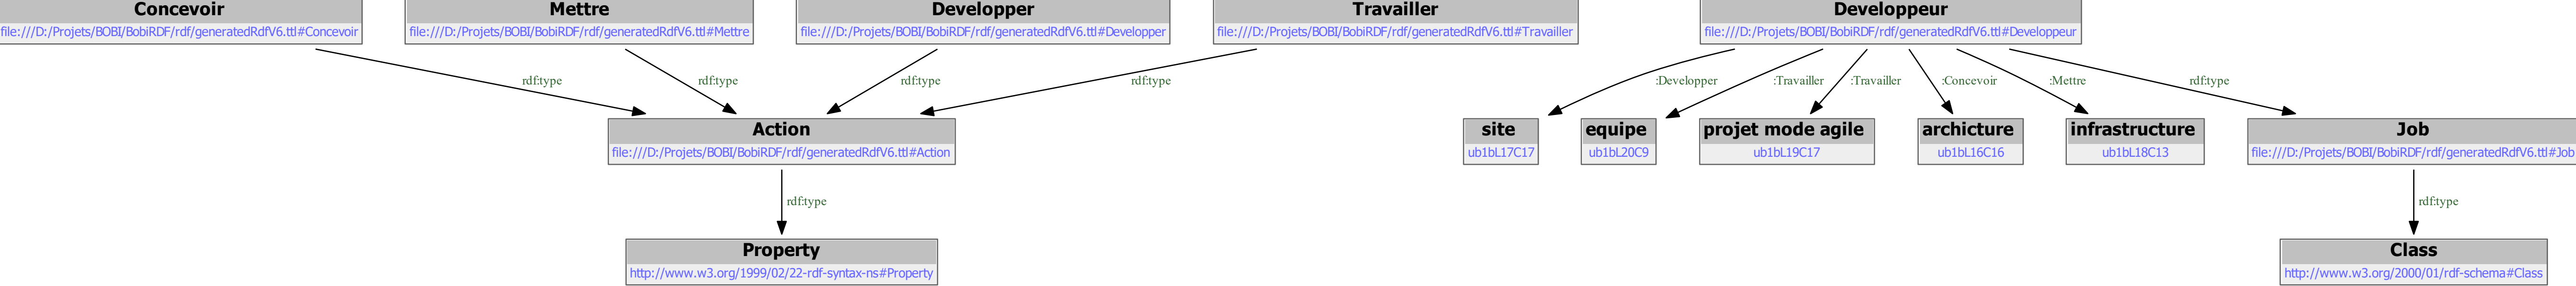 Concevoir
file:///D:/Projets/BOBI/BobiRDF/rdf/generatedRdfV6.ttl#Concevoir
Mettre
file:///D:/Projets/BOBI/BobiRDF/rdf/generatedRdfV6.ttl#Mettre
Developper
file:///D:/Projets/BOBI/BobiRDF/rdf/generatedRdfV6.ttl#Developper
Travailler
file:///D:/Projets/BOBI/BobiRDF/rdf/generatedRdfV6.ttl#Travailler
Developpeur
file:///D:/Projets/BOBI/BobiRDF/rdf/generatedRdfV6.ttl#Developpeur
rdf:type
rdf:type
rdf:type
rdf:type
:Developper
:Travailler
:Travailler
:Concevoir
:Mettre
rdf:type
Action
file:///D:/Projets/BOBI/BobiRDF/rdf/generatedRdfV6.ttl#Action
site
ub1bL17C17
equipe
ub1bL20C9
projet mode agile
ub1bL19C17
archicture
ub1bL16C16
infrastructure
ub1bL18C13
Job
file:///D:/Projets/BOBI/BobiRDF/rdf/generatedRdfV6.ttl#Job
rdf:type
rdf:type
Property
http://www.w3.org/1999/02/22-rdf-syntax-ns#Property
Class
http://www.w3.org/2000/01/rdf-schema#Class